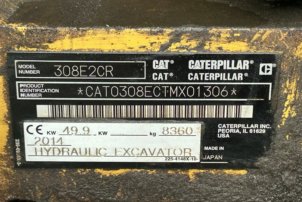 MODEL NUMBER 308E2CR CAT® CATERPILLAR®
CAT® CATERPILLAR®
PRODUCT IDENTIFICATION NUMBER
*CAT0308ECTMX01306*
CE KW 49.9 KW kg 8360
2014
HYDRAULIC EXCAVATOR
CATERPILLAR INC.
PEORIA, IL 61629
USA
MADE IN
JAPAN